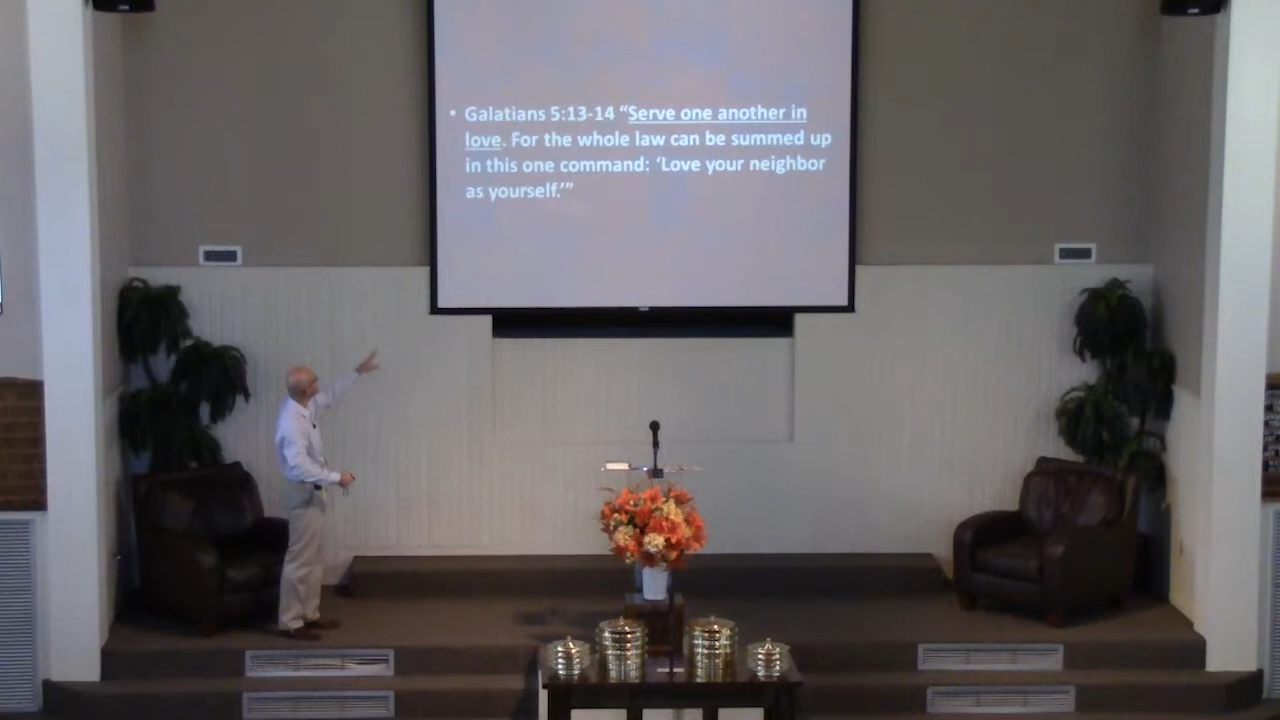 • Galatians 5:13-14 “Serve one another in
love. For the whole law can be summed up
in this one command: ‘Love your neighbor
as yourself.’”